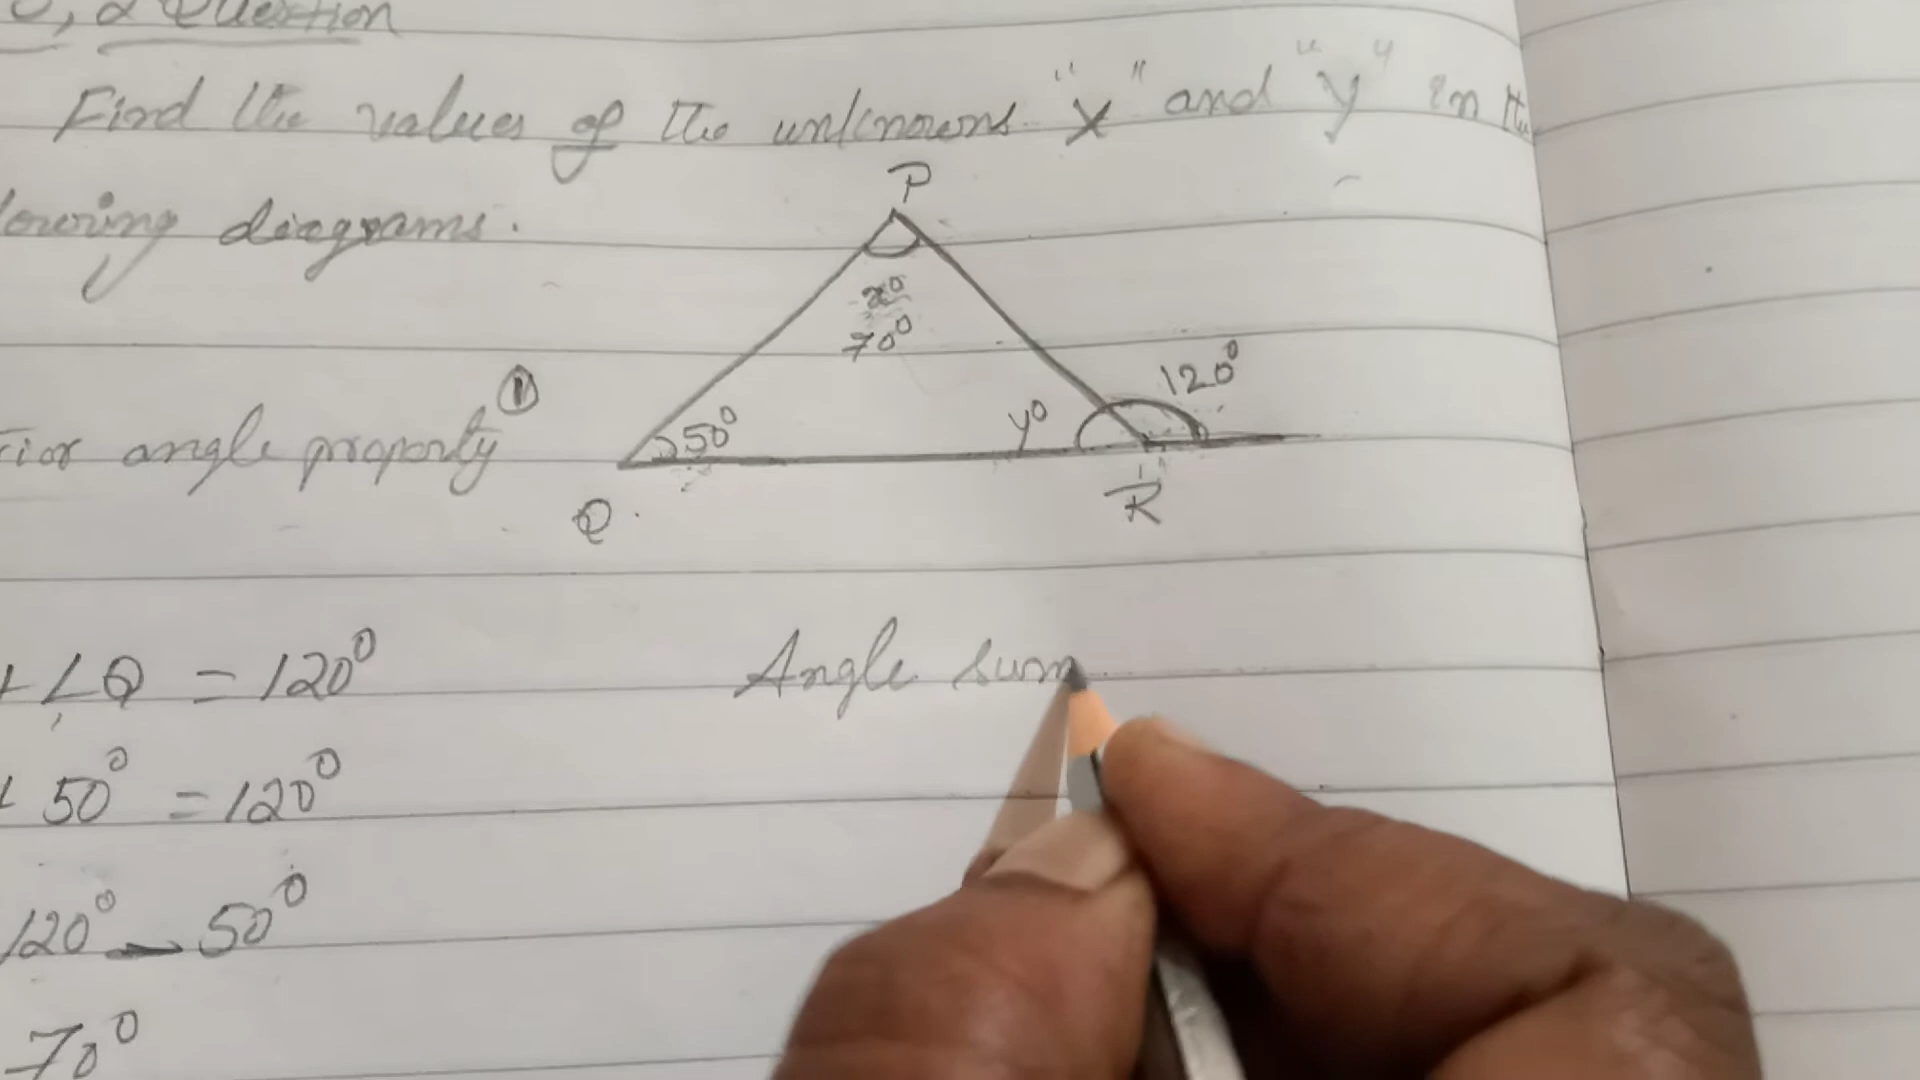 Question
Find the values of the unknowns "x" and "y" in the
diagrams.
P
x°
70°
120°
①
angle property
50°
y°
Q
R
+ ∠Q = 120°
Angle sum
+ 50° = 120°
120° - 50°
70°